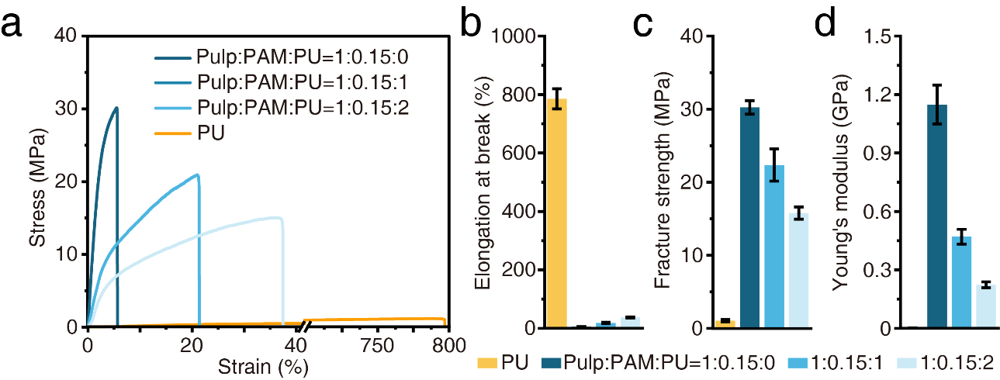 a
40
30
20
10
0
Stress (MPa)
Pulp:PAM:PU=1:0.15:0
Pulp:PAM:PU=1:0.15:1
Pulp:PAM:PU=1:0.15:2
PU
0
20
40
750
800
Strain (%)
b
1000
800
600
400
200
0
Elongation at break (%)
c
40
30
20
10
0
Fracture strength (MPa)
d
1.5
1.2
0.9
0.6
0.3
0
Young's modulus (GPa)
PU
Pulp:PAM:PU=1:0.15:0
1:0.15:1
1:0.15:2